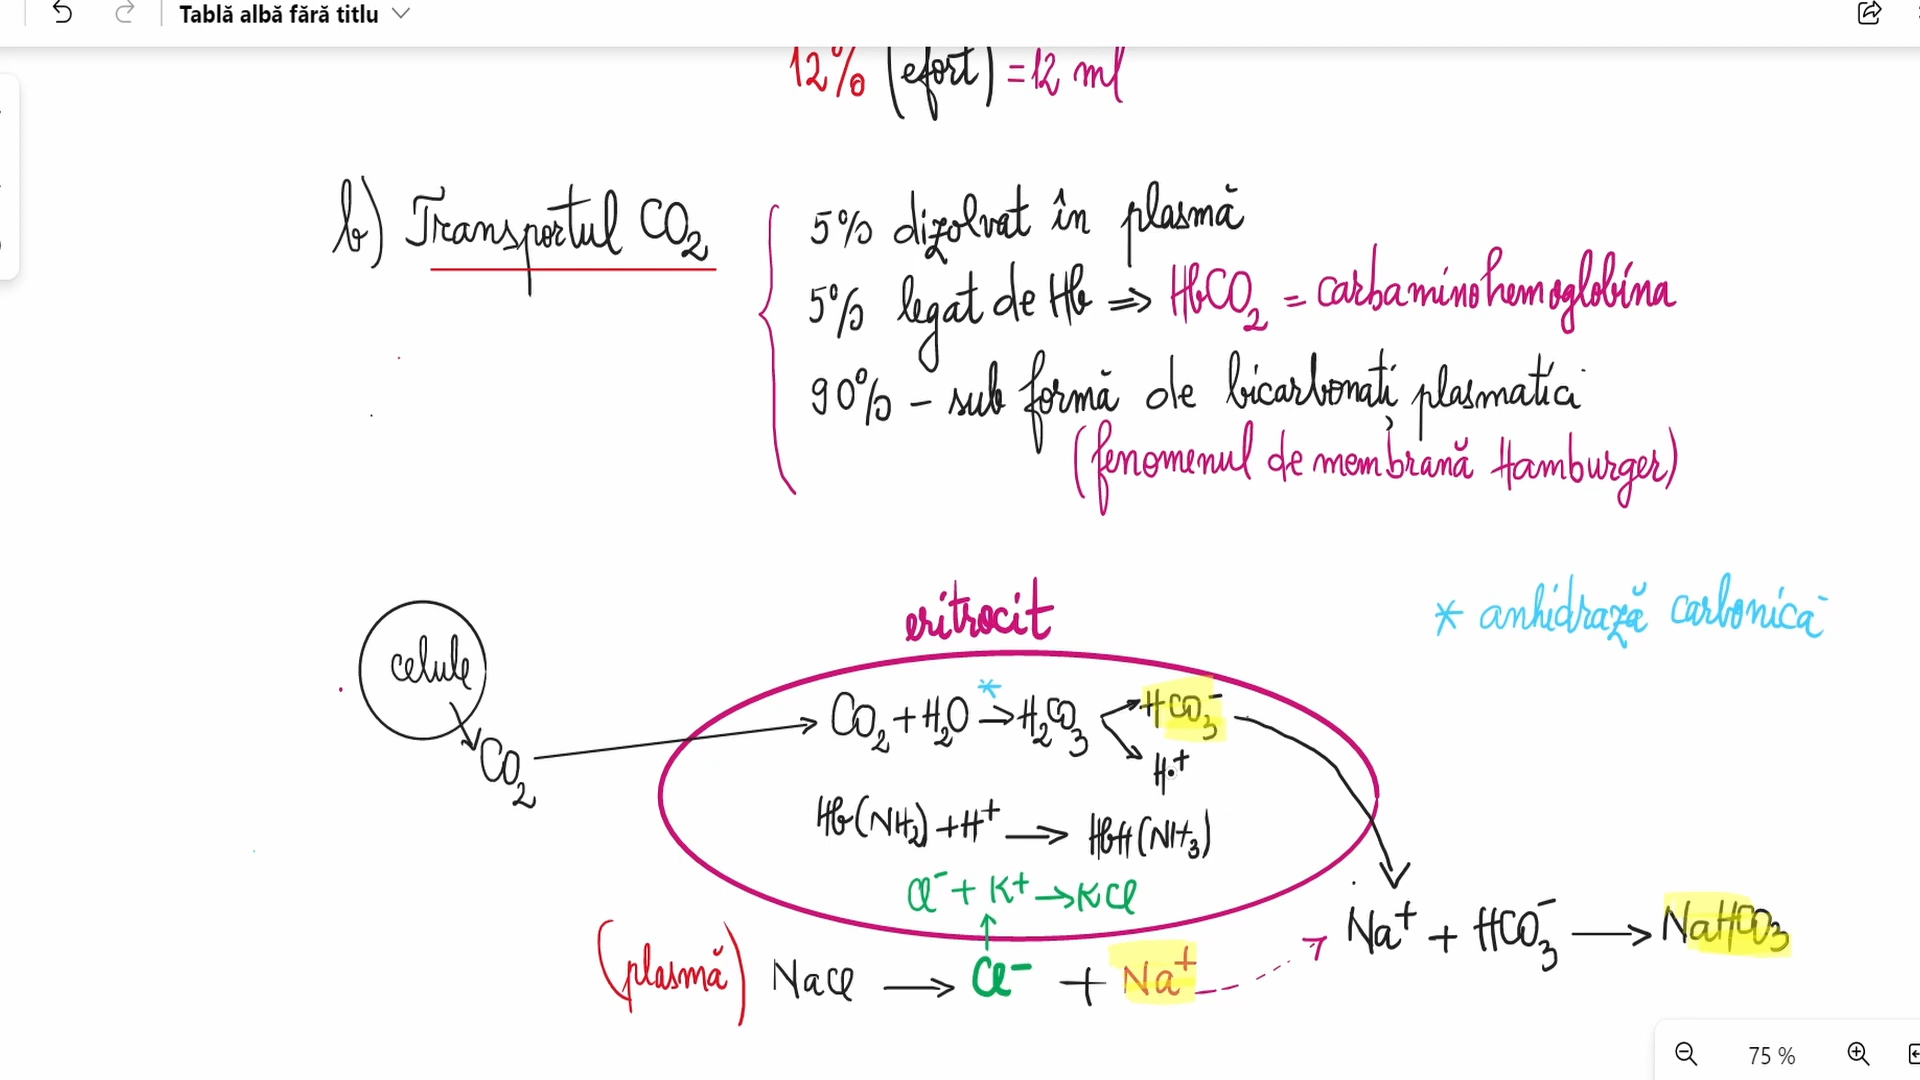 Tablă albă fără titlu
12% (efort) = 12 ml
b) Transportul CO₂
5% dizolvat în plasmă
5% legat de Hb => HbCO₂ = carbaminohemoglobina
90% - sub formă de bicarbonați plasmatici
(fenomenul de membrană Hamburger)
eritrocit
* anhidrază carbonică
celule
CO₂
CO₂ + H₂O *→ H₂CO₃
HCO₃⁻
H⁺
Hb(NH₂) + H⁺ → HbH(NH₃)
Cl⁻ + K⁺ → KCl
(plasmă) NaCl → Cl⁻ + Na⁺
Na⁺ + HCO₃⁻ → NaHCO₃
75 %